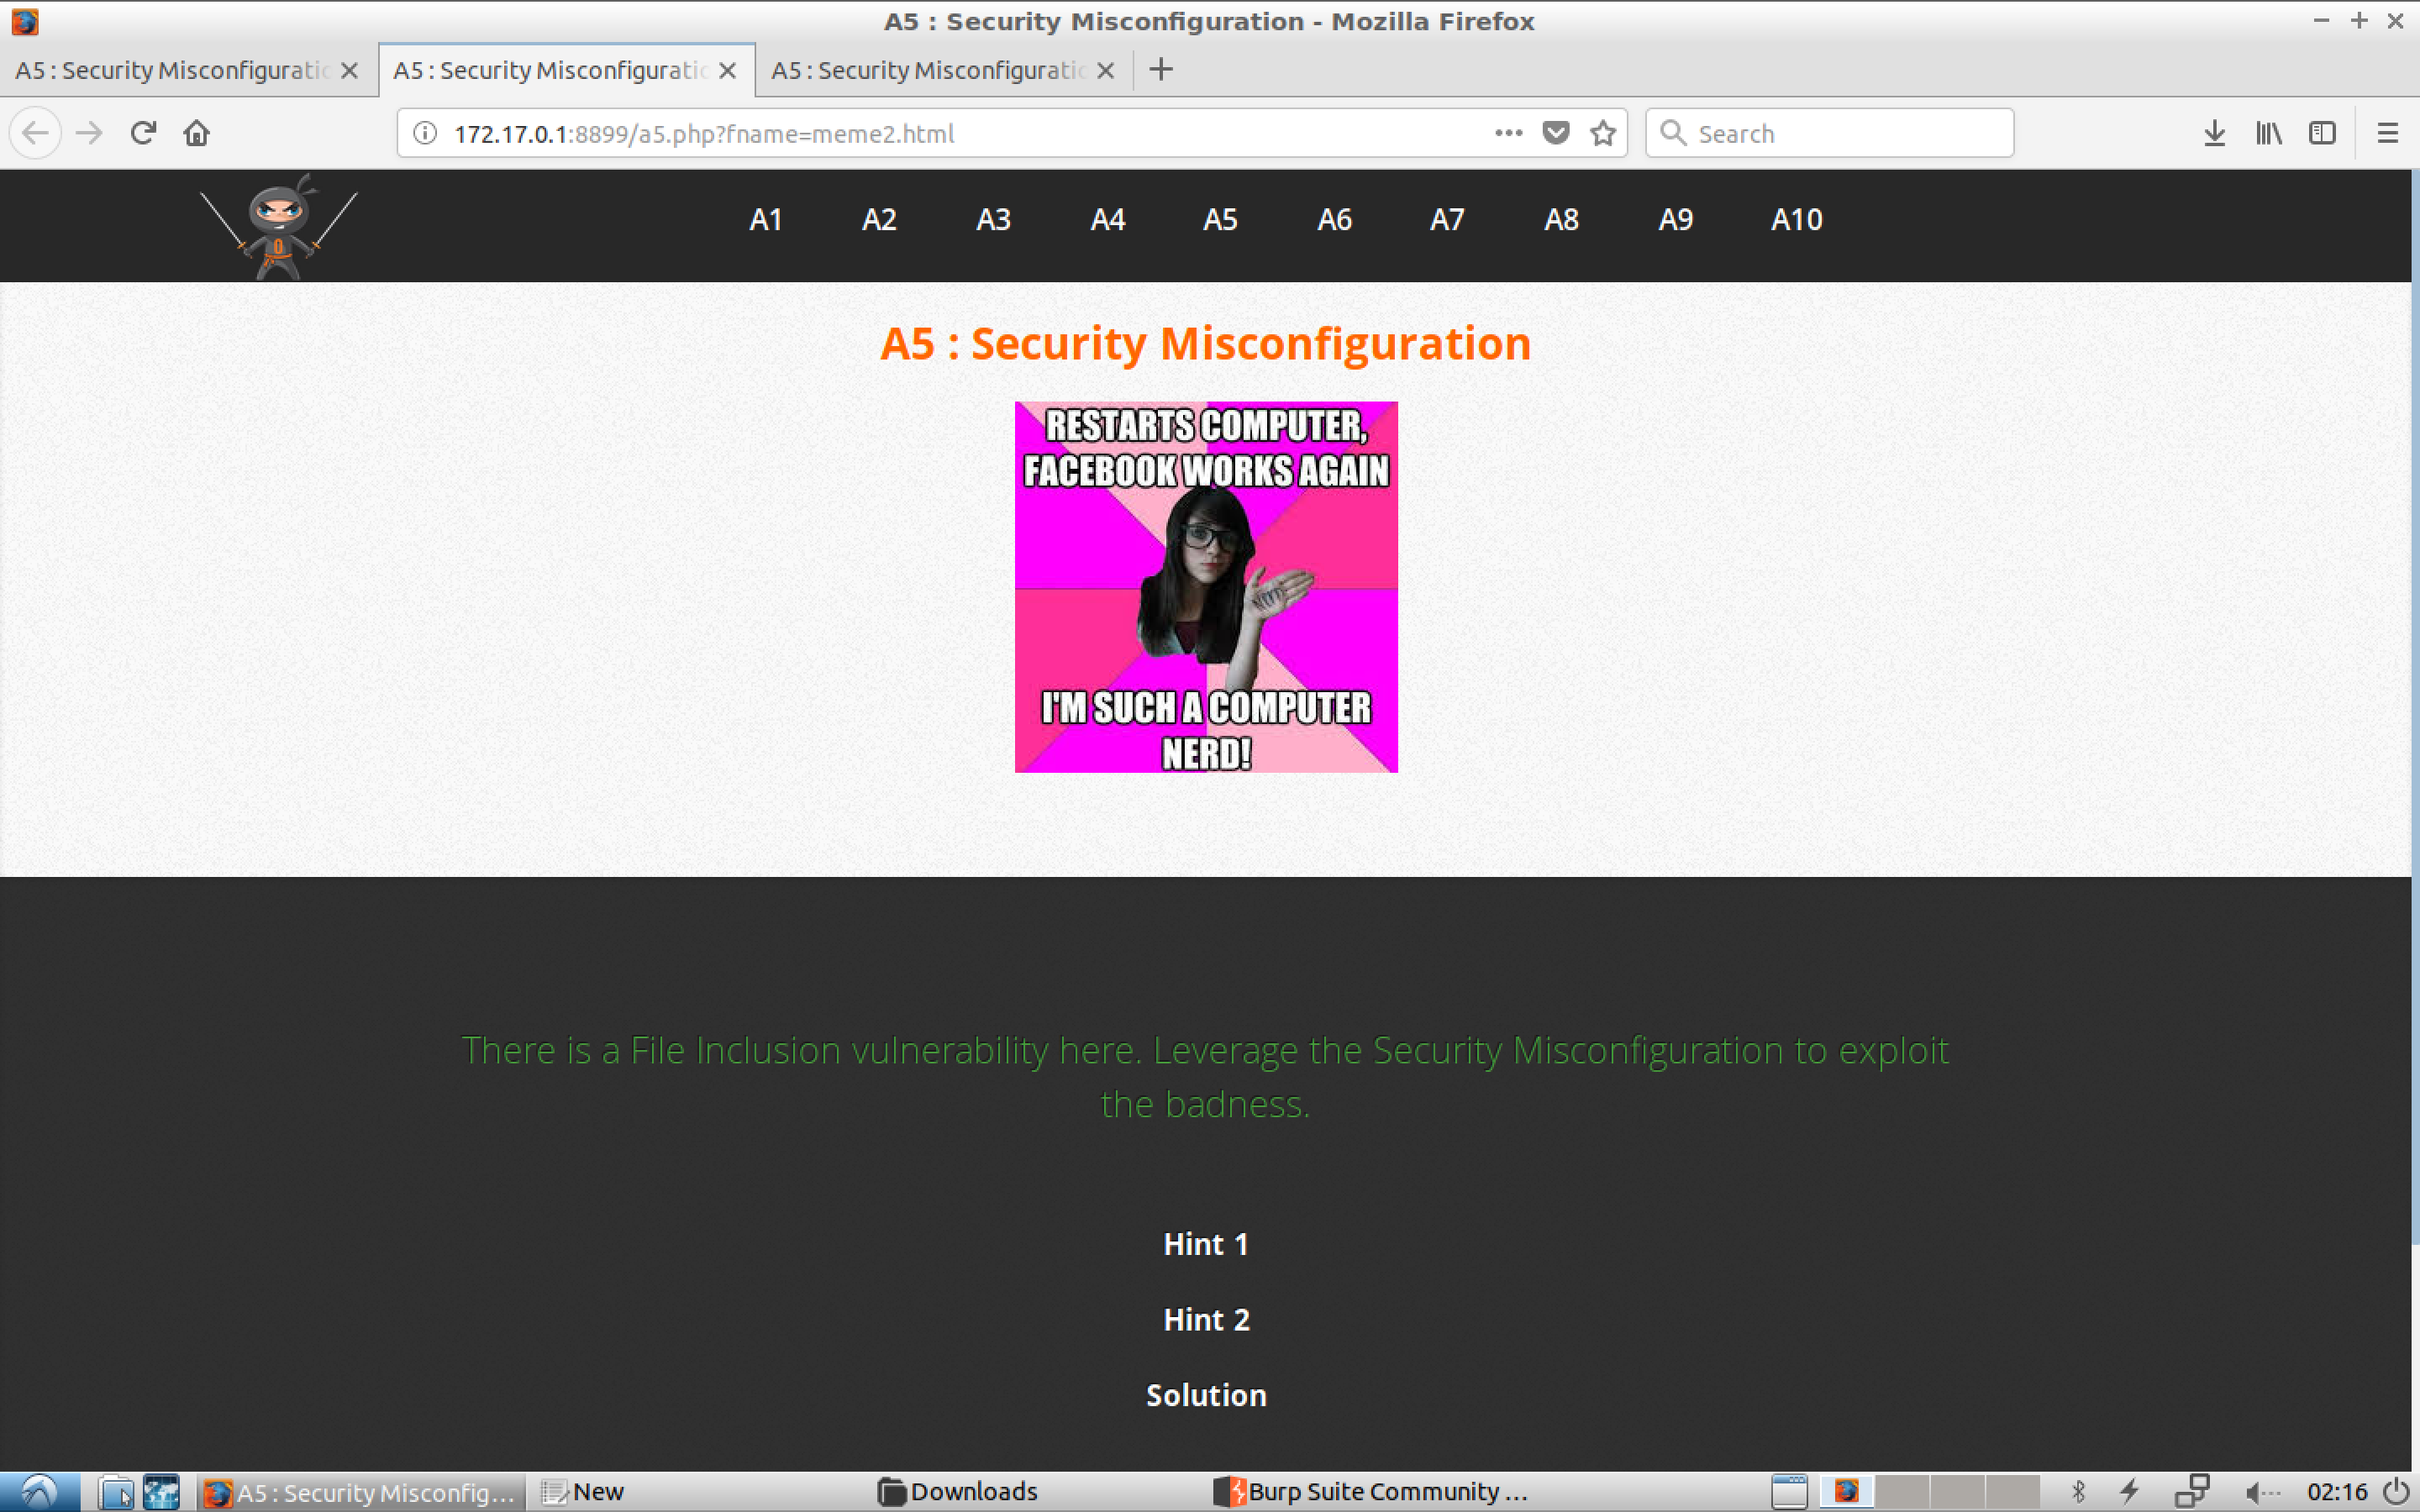 A5 : Security Misconfiguration - Mozilla Firefox
A5 : Security Misconfiguratic
A5 : Security Misconfiguratic
A5 : Security Misconfiguratic
172.17.0.1:8899/a5.php?fname=meme2.html
Search
A1 A2 A3 A4 A5 A6 A7 A8 A9 A10
A5 : Security Misconfiguration
RESTARTS COMPUTER,
FACEBOOK WORKS AGAIN
NERD
I'M SUCH A COMPUTER
NERD!
There is a File Inclusion vulnerability here. Leverage the Security Misconfiguration to exploit
the badness.
Hint 1
Hint 2
Solution
A5 : Security Misconfig...
New
Downloads
Burp Suite Community ...
02:16